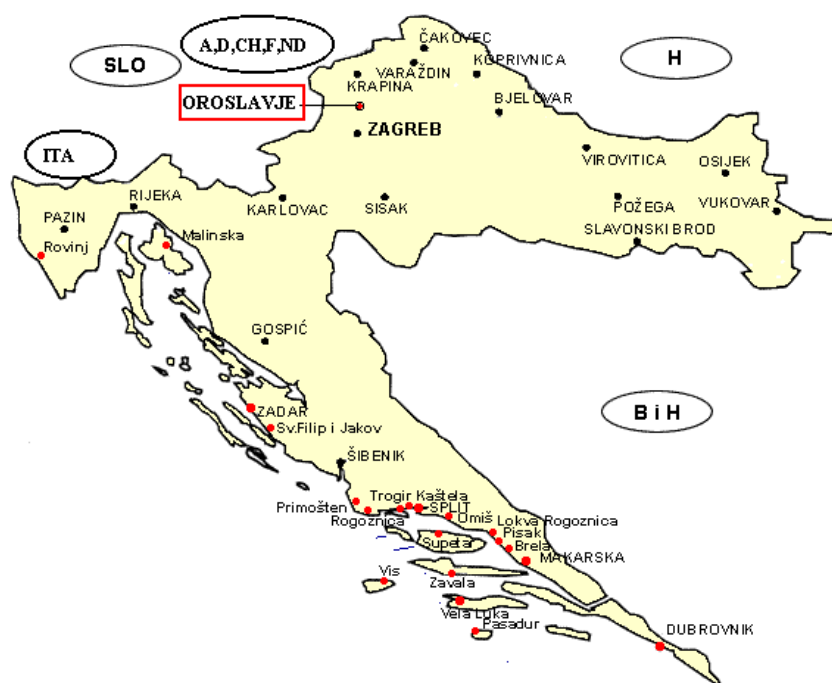 A,D,CH,F,ND
SLO
H
ČAKOVEC
VARAŽDIN
KOPRIVNICA
KRAPINA
OROSLAVJE
BJELOVAR
ZAGREB
ITA
VIROVITICA
OSIJEK
RIJEKA
KARLOVAC
SISAK
POŽEGA
VUKOVAR
PAZIN
SLAVONSKI BROD
Malinska
Rovinj
GOSPIĆ
ZADAR
B i H
Sv.Filip i Jakov
ŠIBENIK
Trogir Kaštela
Primošten
SPLIT
Rogoznica
Omiš
Lokva Rogoznica
Pisak
Supetar
Brela
MAKARSKA
Vis
Zavala
Vela Luka
Pasadur
DUBROVNIK